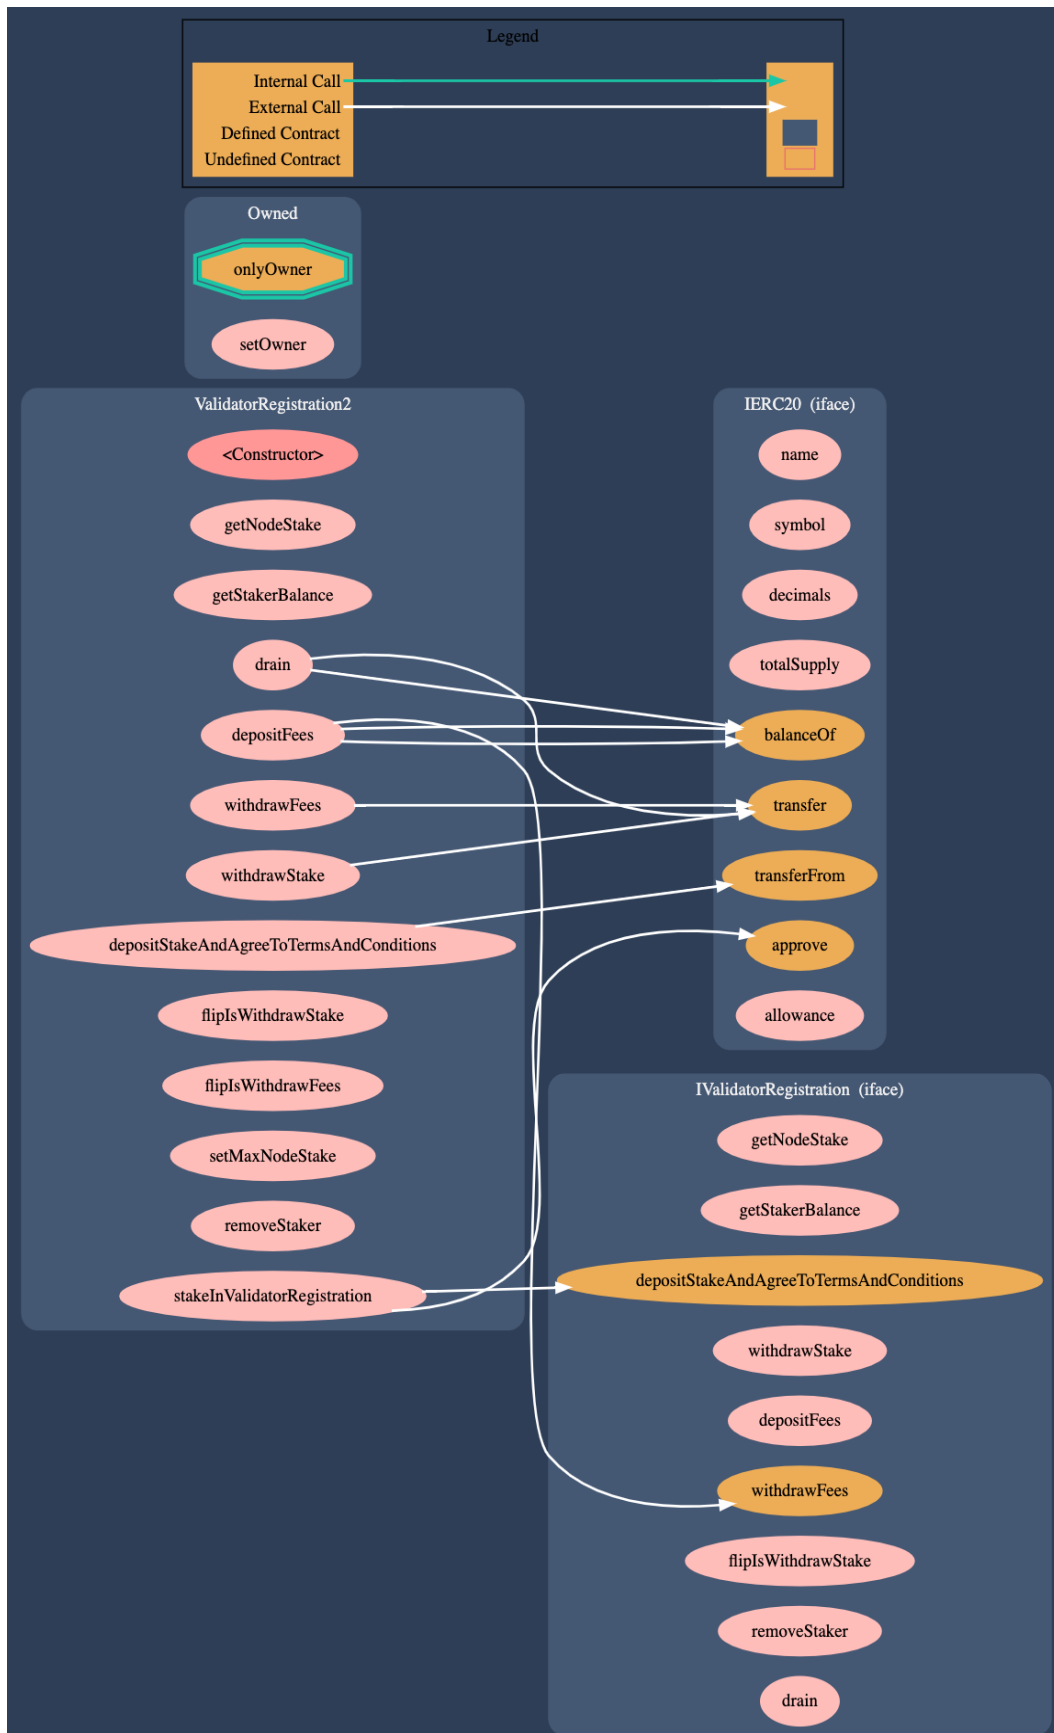 Legend
Internal Call
External Call
Defined Contract
Undefined Contract
Owned
onlyOwner
setOwner
ValidatorRegistration2
<Constructor>
getNodeStake
getStakerBalance
drain
depositFees
withdrawFees
withdrawStake
depositStakeAndAgreeToTermsAndConditions
flipIsWithdrawStake
flipIsWithdrawFees
setMaxNodeStake
removeStaker
stakeInValidatorRegistration
IERC20 (iface)
name
symbol
decimals
totalSupply
balanceOf
transfer
transferFrom
approve
allowance
IValidatorRegistration (iface)
getNodeStake
getStakerBalance
depositStakeAndAgreeToTermsAndConditions
withdrawStake
depositFees
withdrawFees
flipIsWithdrawStake
removeStaker
drain